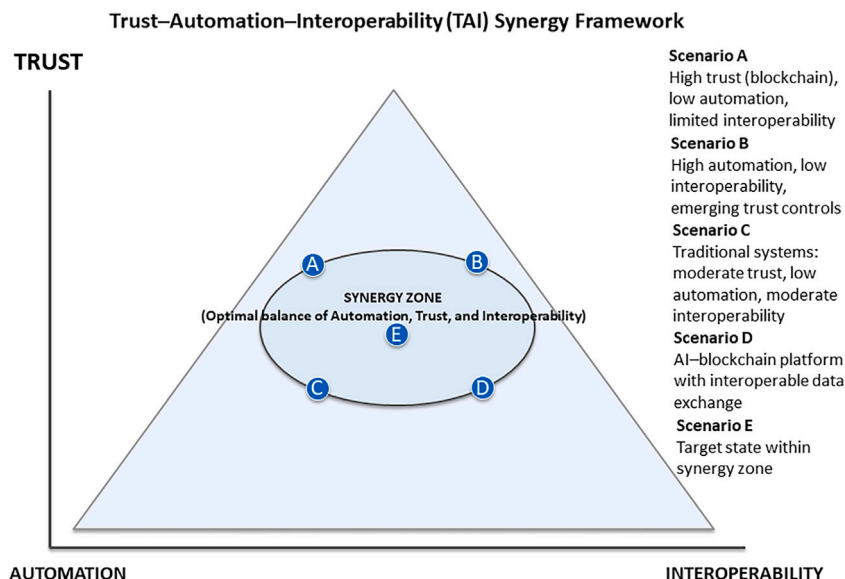 Trust–Automation–Interoperability (TAI) Synergy Framework
TRUST
A
B
SYNERGY ZONE
(Optimal balance of Automation, Trust, and Interoperability)
E
C
D
AUTOMATION
INTEROPERABILITY
Scenario A
High trust (blockchain),
low automation,
limited interoperability
Scenario B
High automation, low
interoperability,
emerging trust controls
Scenario C
Traditional systems:
moderate trust, low
automation, moderate
interoperability
Scenario D
AI–blockchain platform
with interoperable data
exchange
Scenario E
Target state within
synergy zone